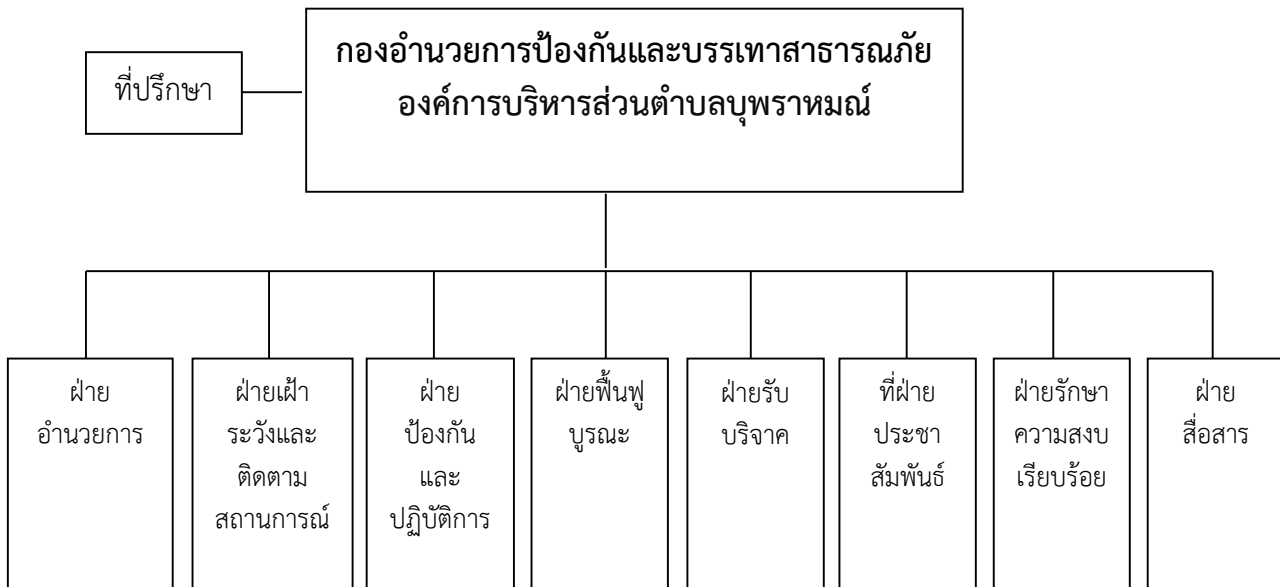 กองอำนวยการป้องกันและบรรเทาสาธารณภัย
องค์การบริหารส่วนตำบลบุพราหมณ์
ที่ปรึกษา
ฝ่าย
อำนวยการ
ฝ่ายเฝ้า
ระวังและ
ติดตาม
สถานการณ์
ฝ่าย
ป้องกัน
และ
ปฏิบัติการ
ฝ่ายฟื้นฟู
บูรณะ
ฝ่ายรับ
บริจาค
ที่ฝ่าย
ประชา
สัมพันธ์
ฝ่ายรักษา
ความสงบ
เรียบร้อย
ฝ่าย
สื่อสาร